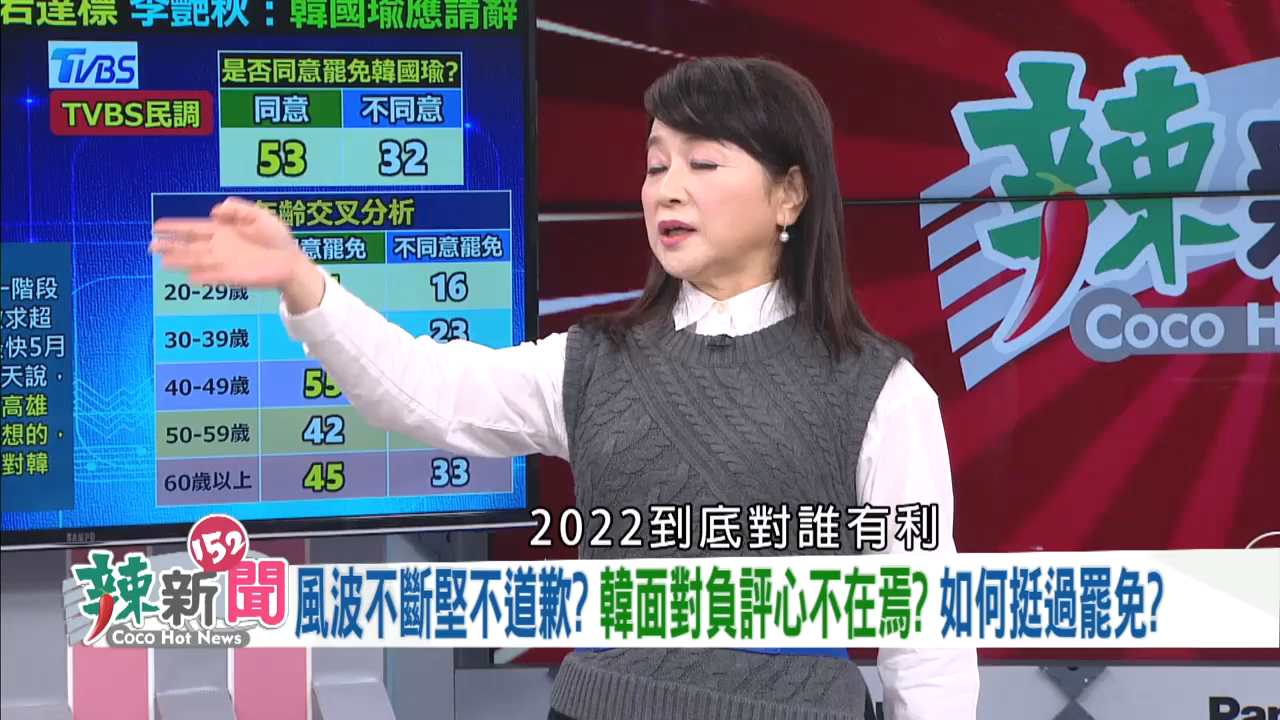 若達標 李艷秋：韓國瑜應請辭
TVBS
TVBS民調
是否同意罷免韓國瑜?
同意 不同意
53 32
年齡交叉分析
意罷免 不同意罷免
20-29歲 16
30-39歲 23
40-49歲 55
50-59歲 42
60歲以上 45 33
一階段
求超
快5月
天說，
高雄
想的，
對韓
SAMPO
辣
Coco H
2022到底對誰有利
152
辣新聞
Coco Hot News
風波不斷堅不道歉? 韓面對負評心不在焉? 如何挺過罷免?
Pan